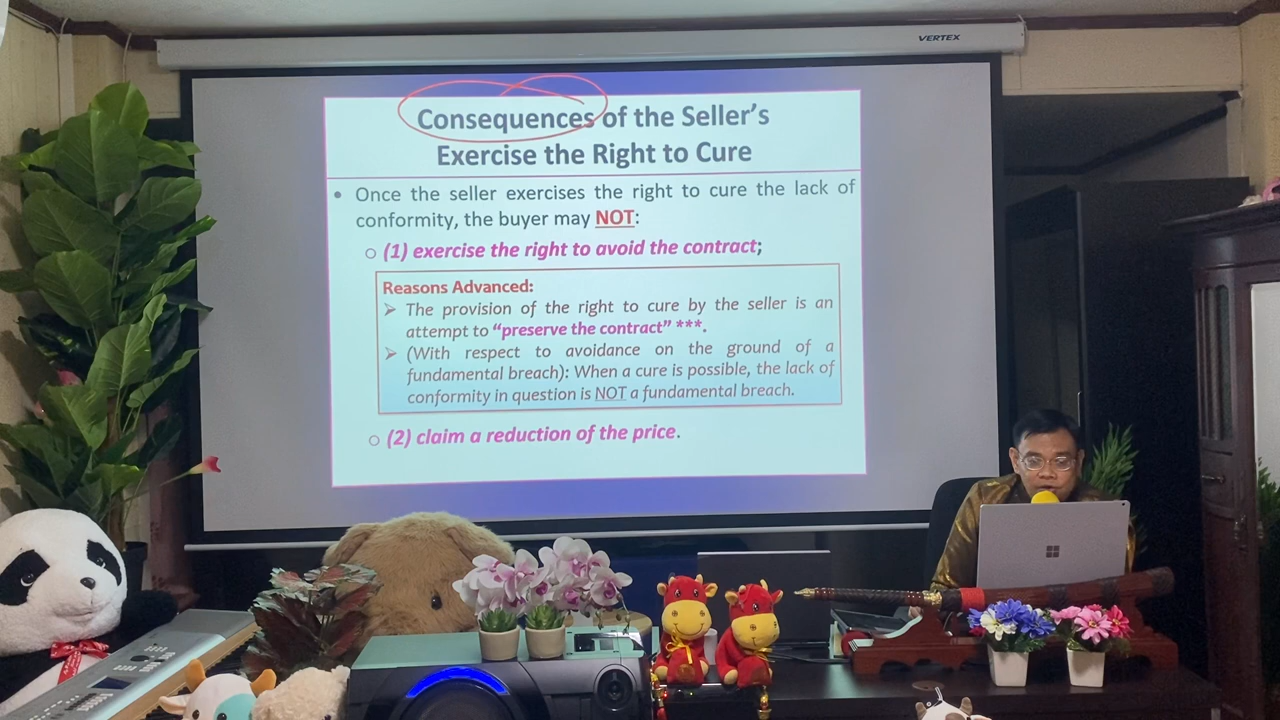 VERTEX
Consequences of the Seller's
Exercise the Right to Cure
• Once the seller exercises the right to cure the lack of
conformity, the buyer may NOT:
o (1) exercise the right to avoid the contract;
Reasons Advanced:
➢ The provision of the right to cure by the seller is an
attempt to “preserve the contract” ***.
➢ (With respect to avoidance on the ground of a
fundamental breach): When a cure is possible, the lack of
conformity in question is NOT a fundamental breach.
o (2) claim a reduction of the price.